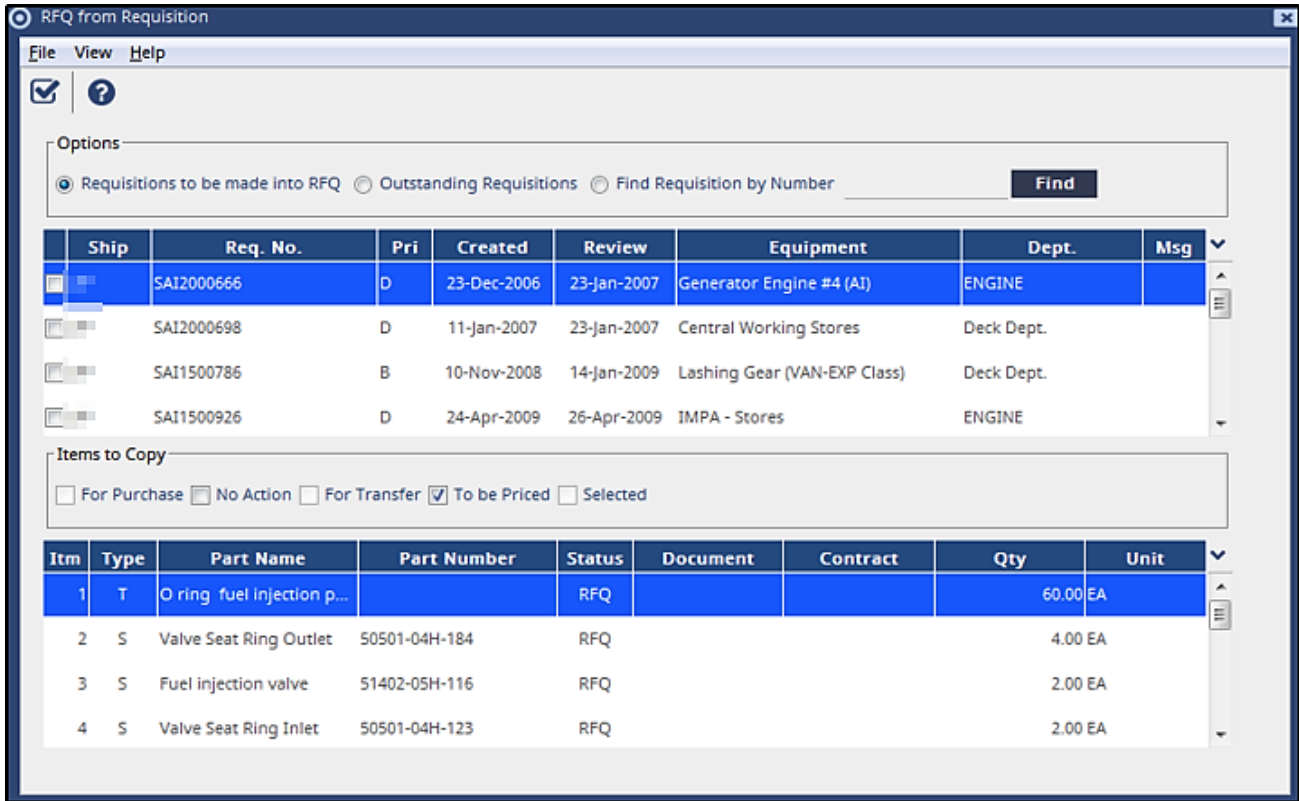 RFQ from Requisition
File View Help
Options
Requisitions to be made into RFQ Outstanding Requisitions Find Requisition by Number Find
Ship Req. No. Pri Created Review Equipment Dept. Msg
SAI2000666 D 23-Dec-2006 23-Jan-2007 Generator Engine #4 (AI) ENGINE
SAI2000698 D 11-Jan-2007 23-Jan-2007 Central Working Stores Deck Dept.
SAI1500786 B 10-Nov-2008 14-Jan-2009 Lashing Gear (VAN-EXP Class) Deck Dept.
SAI1500926 D 24-Apr-2009 26-Apr-2009 IMPA - Stores ENGINE
Items to Copy
For Purchase No Action For Transfer To be Priced Selected
Itm Type Part Name Part Number Status Document Contract Qty Unit
1 T O ring fuel injection p... RFQ 60.00 EA
2 S Valve Seat Ring Outlet 50501-04H-184 RFQ 4.00 EA
3 S Fuel injection valve 51402-05H-116 RFQ 2.00 EA
4 S Valve Seat Ring Inlet 50501-04H-123 RFQ 2.00 EA